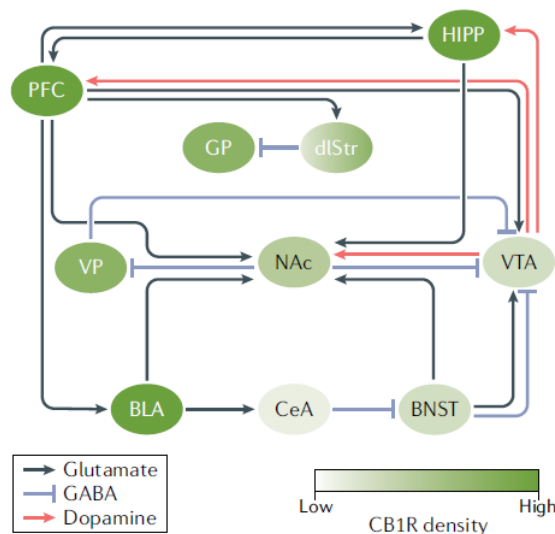 HIPP
PFC
GP
dlStr
VP
NAc
VTA
BLA
CeA
BNST
Glutamate
GABA
Dopamine
Low
High
CB1R density